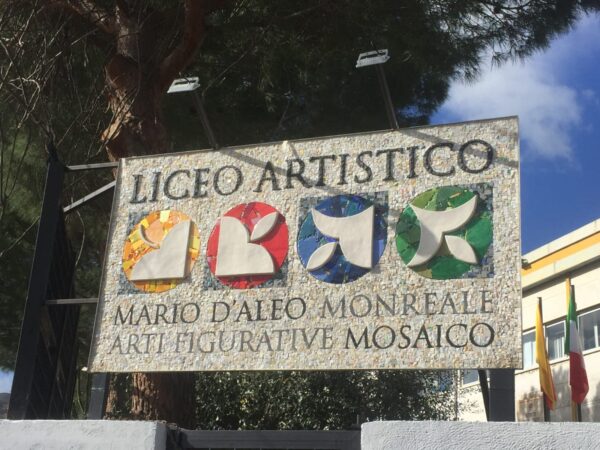 LICEO ARTISTICO
MARIO D'ALEO MONREALE
ARTI FIGURATIVE MOSAICO